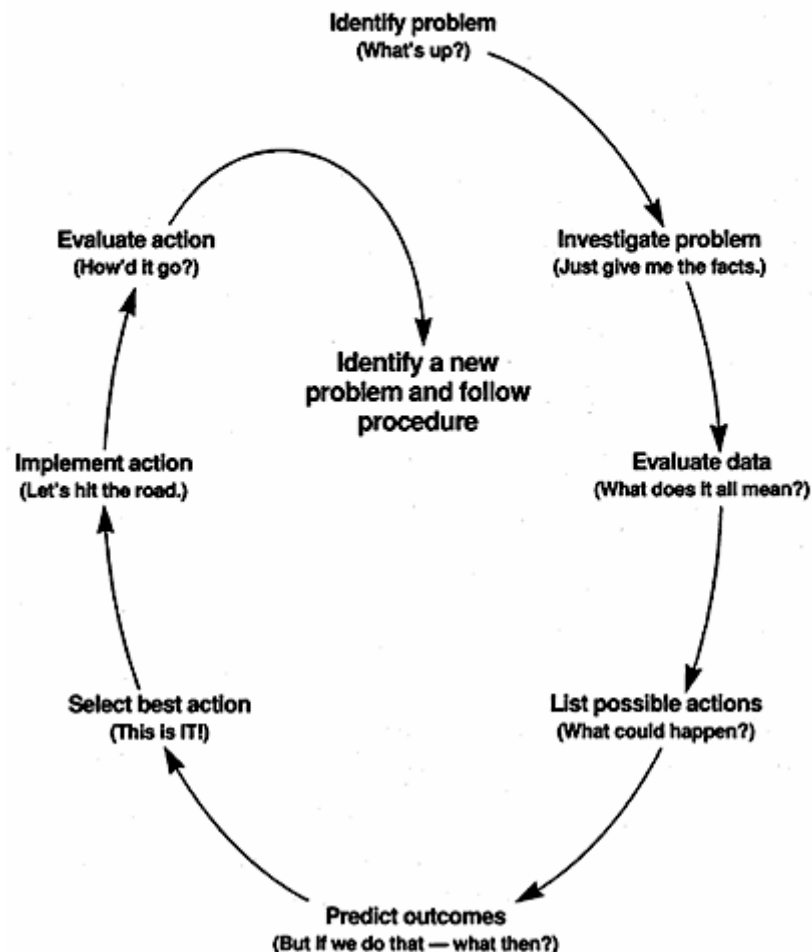 Identify problem
(What's up?)
Investigate problem
(Just give me the facts.)
Evaluate data
(What does it all mean?)
List possible actions
(What could happen?)
Predict outcomes
(But if we do that — what then?)
Select best action
(This is IT!)
Implement action
(Let's hit the road.)
Evaluate action
(How'd it go?)
Identify a new
problem and follow
procedure